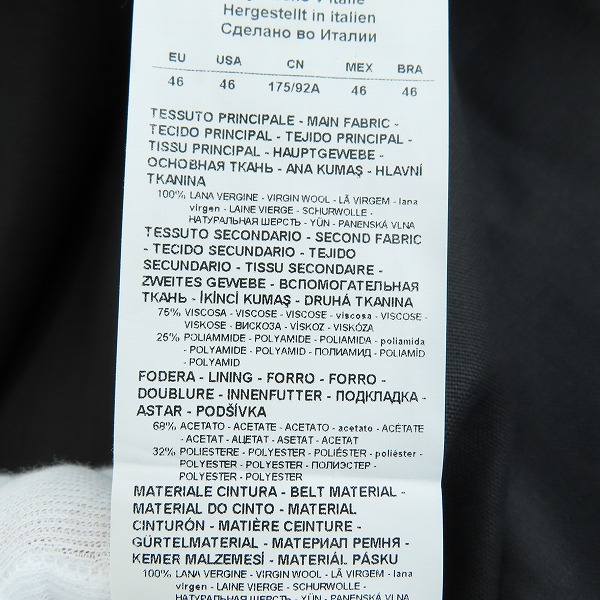 Hergestellt in italien
Сделано во Италии
EU USA CN MEX BRA
46 46 175/92A 46 46
TESSUTO PRINCIPALE - MAIN FABRIC -
TECIDO PRINCIPAL - TEJIDO PRINCIPAL -
TISSU PRINCIPAL - HAUPTGEWEBE -
ОСНОВНАЯ ТКАНЬ - ANA KUMAŞ - HLAVNÍ
TKANINA
100% LANA VERGINE - VIRGIN WOOL - LÃ VIRGEM - lana
virgen - LAINE VIERGE - SCHURWOLLE -
НАТУРАЛЬНАЯ ШЕРСТЬ - YÜN - PANENSKÁ VLNA
TESSUTO SECONDARIO - SECOND FABRIC
- TECIDO SECUNDARIO - TEJIDO
SECUNDARIO - TISSU SECONDAIRE -
ZWEITES GEWEBE - ВСПОМОГАТЕЛЬНАЯ
ТКАНЬ - İKİNCİ KUMAŞ - DRUHÁ TKANINA
75% VISCOSA - VISCOSE - VISCOSE - viscosa - VISCOSE -
VISKOSE - ВИСКОЗА - VİSKOZ - VISKÓZA
25% POLIAMMIDE - POLYAMIDE - POLIAMIDA - poliamida
- POLYAMIDE - POLYAMID - ПОЛИАМИД - POLIAMİD
- POLYAMID
FODERA - LINING - FORRO - FORRO -
DOUBLURE - INNENFUTTER - ПОДКЛАДКА -
ASTAR - PODŠÍVKA
68% ACETATO - ACETATE - ACETATO - acetato - ACÉTATE
- ACETAT - АЦЕТАТ - ASETAT - ACETAT
32% POLIESTERE - POLYESTER - POLIÉSTER - poliéster -
POLYESTER - POLYESTER - ПОЛИЭСТЕР -
POLYESTER - POLYESTER
MATERIALE CINTURA - BELT MATERIAL -
MATERIAL DO CINTO - MATERIAL
CINTURÓN - MATIÈRE CEINTURE -
GÜRTELMATERIAL - МАТЕРИАЛ РЕМНЯ -
KEMER MALZEMESİ - MATERIÁL PÁSKU
100% LANA VERGINE - VIRGIN WOOL - LÃ VIRGEM - lana
virgen - LAINE VIERGE - SCHURWOLLE -
НАТУРАЛЬНАЯ ШЕРСТЬ - YÜN - PANENSKÁ VLNA